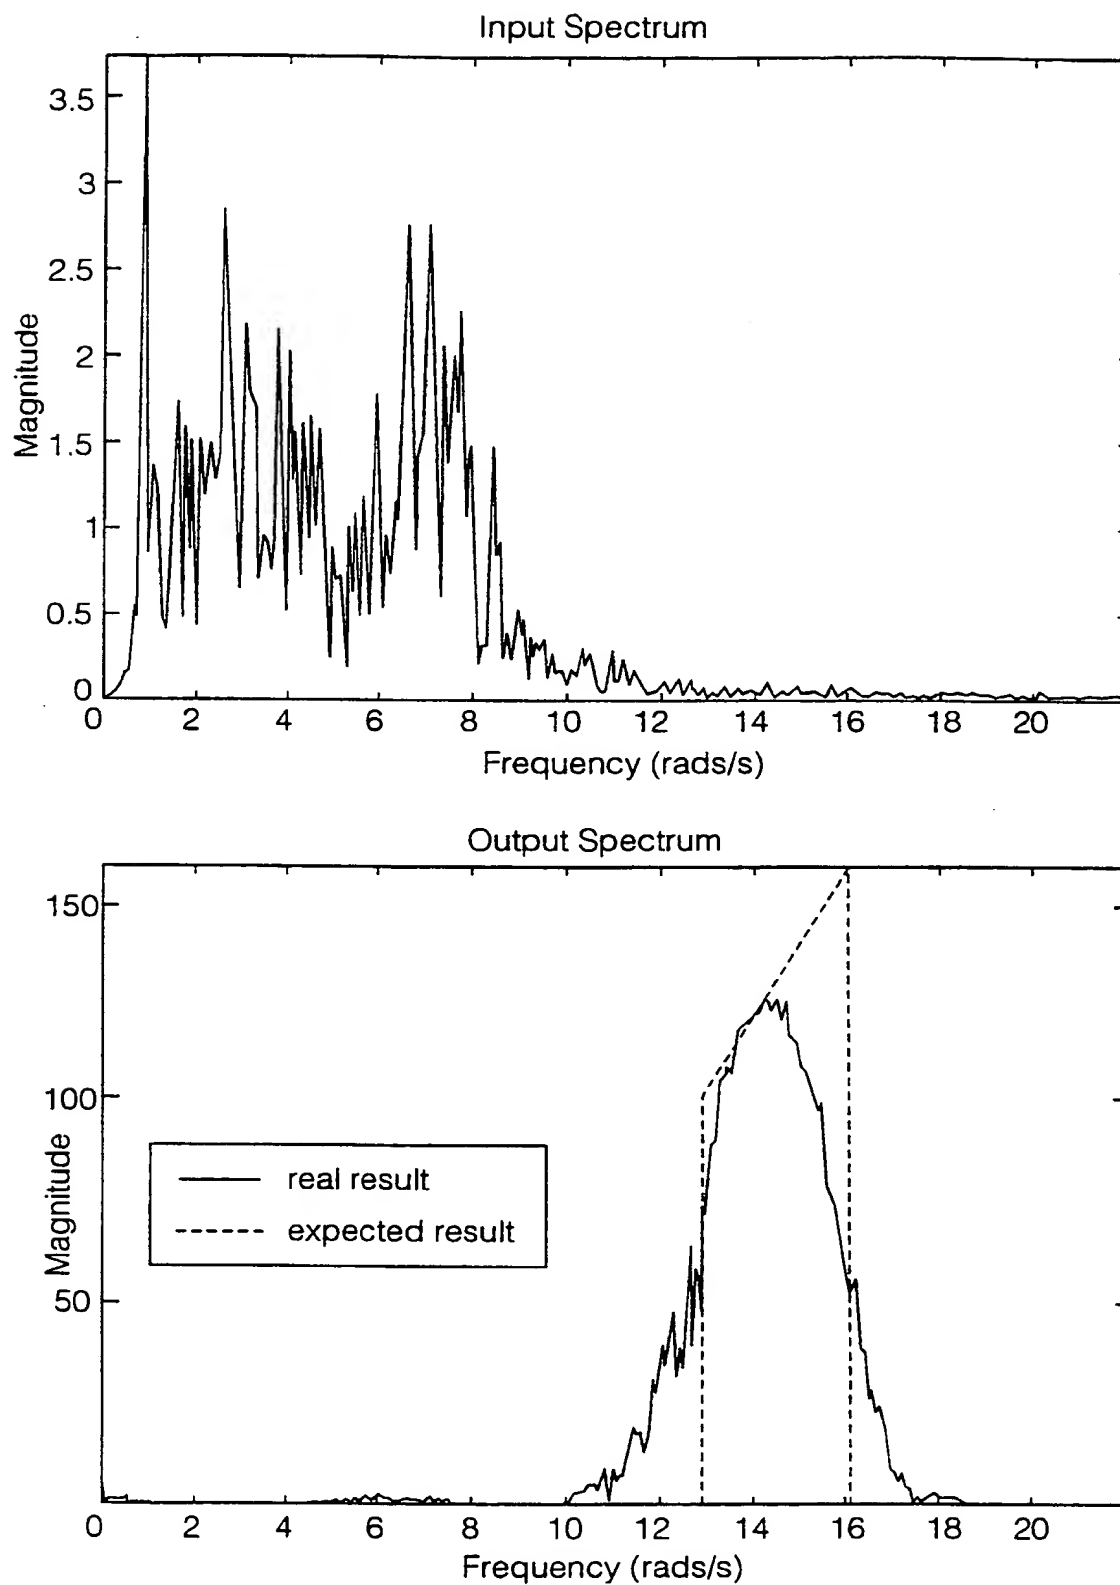 Input Spectrum
3.5
3
2.5
2
1.5
1
0.5
0
Magnitude
0 2 4 6 8 10 12 14 16 18 20
Frequency (rads/s)
Output Spectrum
150
100
50
Magnitude
real result
expected result
0 2 4 6 8 10 12 14 16 18 20
Frequency (rads/s)